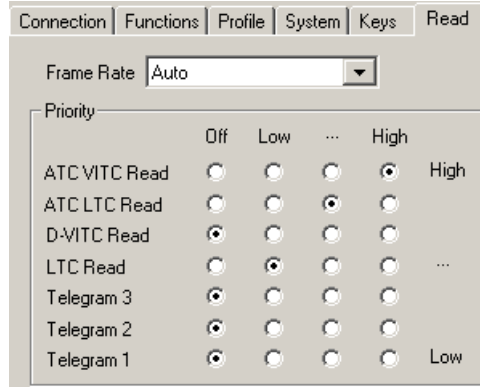 Connection Functions Profile System Keys Read
Frame Rate Auto
Priority
Off Low ... High
ATC VITC Read High
ATC LTC Read
D-VITC Read
LTC Read ...
Telegram 3
Telegram 2
Telegram 1 Low